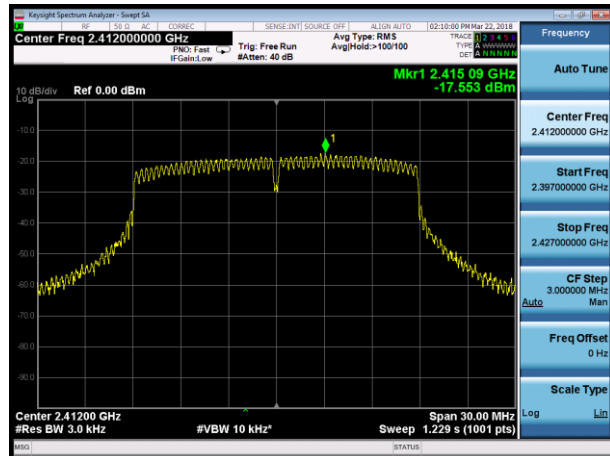 Keysight Spectrum Analyzer - Swept SA
RF 50 Ω AC CORREC SENSE:INT SOURCE OFF ALIGN AUTO 02:10:00 PM Mar 22, 2018
Center Freq 2.412000000 GHz
PNO: Fast
IFGain:Low
Trig: Free Run
#Atten: 40 dB
Avg Type: RMS
Avg|Hold:>100/100
TRACE 1 2 3 4 5 6
TYPE A WWWWW
DET A NNNNN
Frequency
Mkr1 2.415 09 GHz
-17.553 dBm
10 dB/div Ref 0.00 dBm
Log
1
-10.0
-20.0
-30.0
-40.0
-50.0
-60.0
-70.0
-80.0
-90.0
Center 2.41200 GHz Span 30.00 MHz
#Res BW 3.0 kHz #VBW 10 kHz* Sweep 1.229 s (1001 pts)
MSG STATUS
Auto Tune
Center Freq
2.412000000 GHz
Start Freq
2.397000000 GHz
Stop Freq
2.427000000 GHz
CF Step
3.000000 MHz
Auto Man
Freq Offset
0 Hz
Scale Type
Log Lin